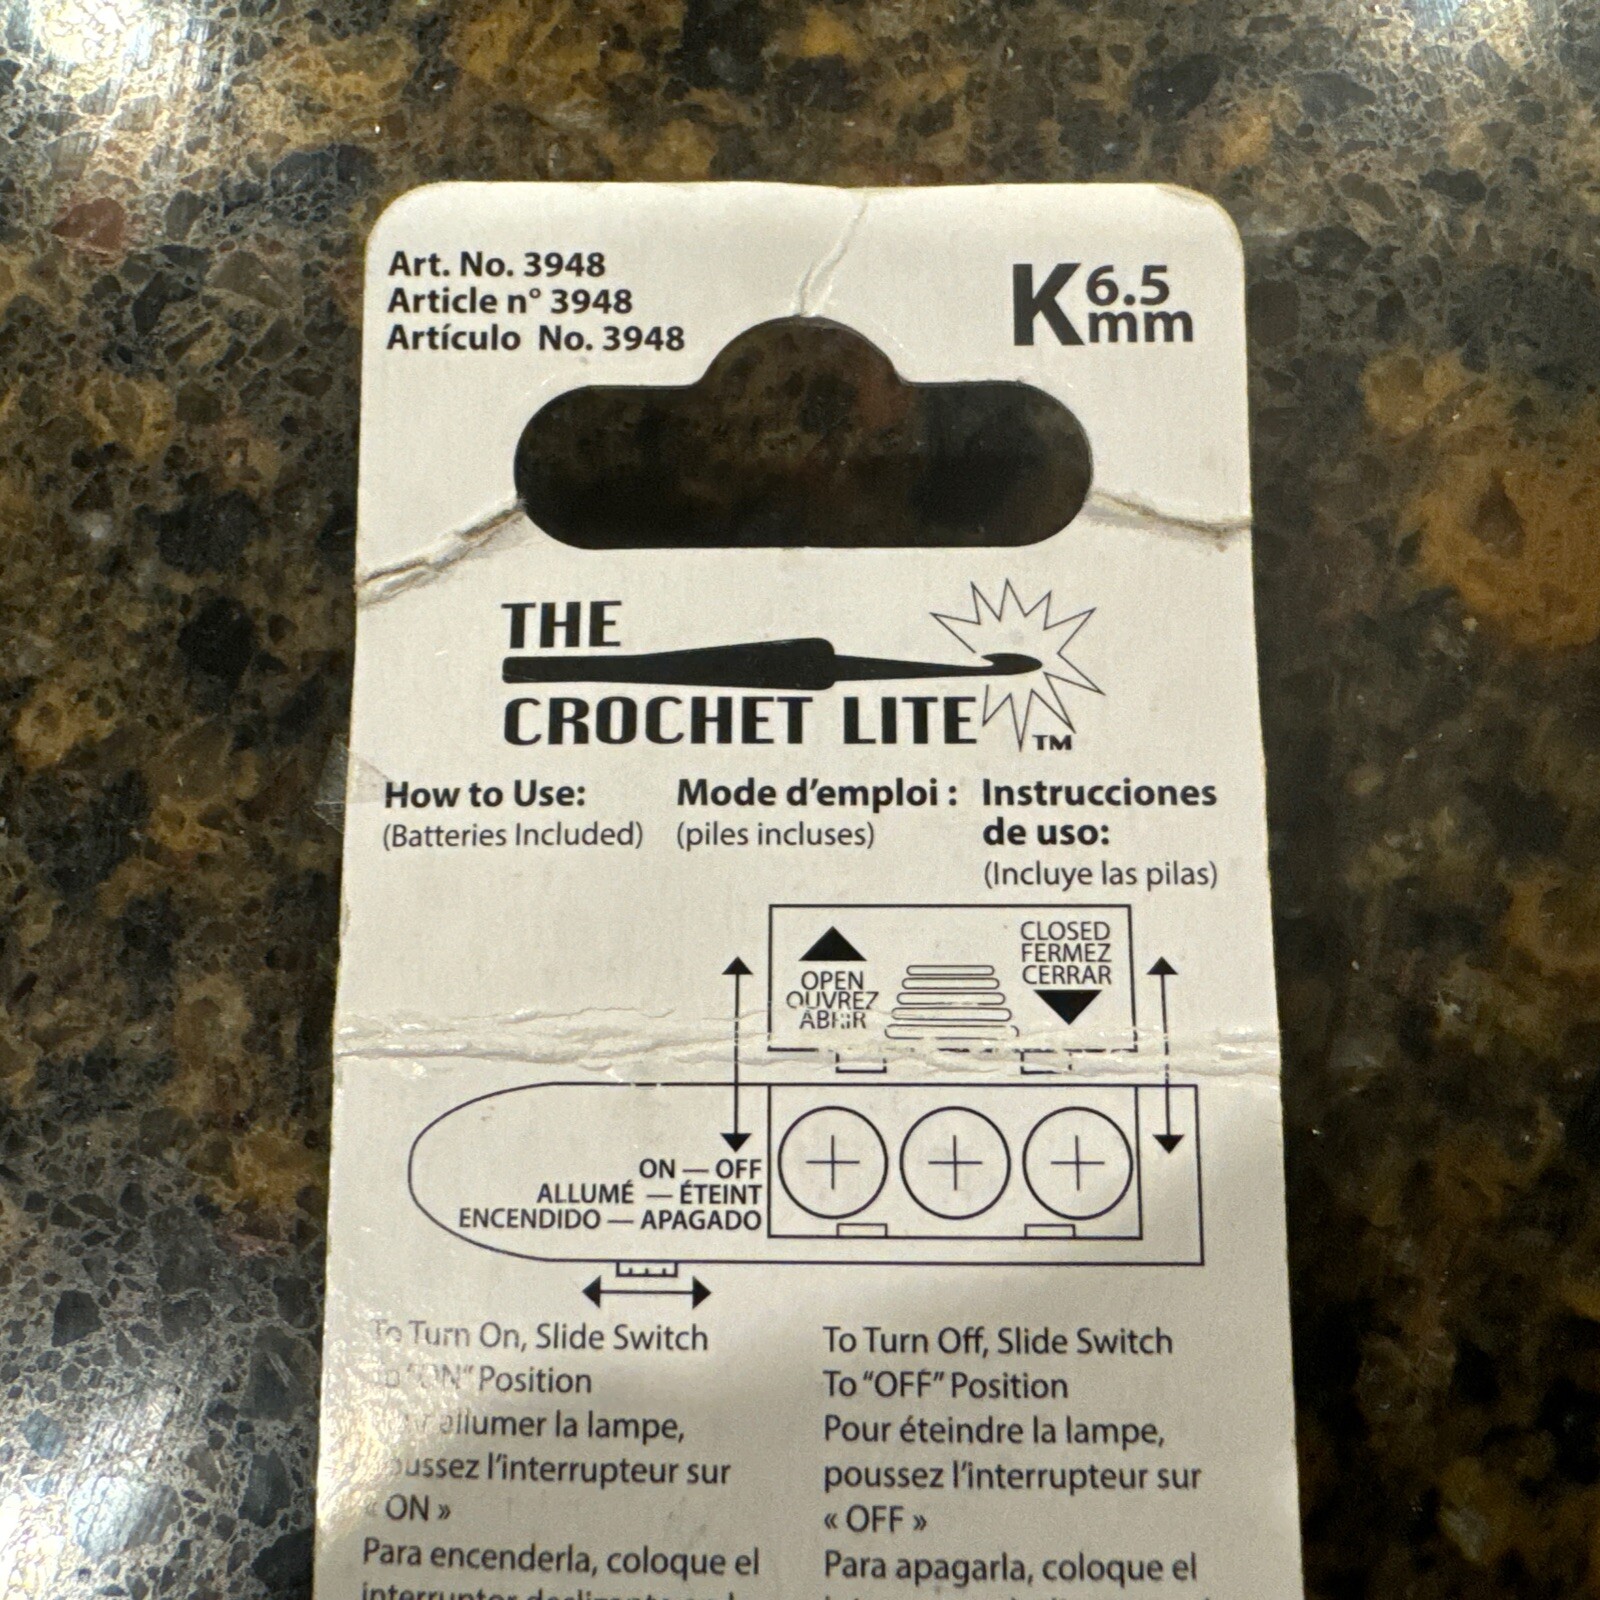 Art. No. 3948
Article n° 3948
Artículo No. 3948
K 6.5 mm
THE
CROCHET LITE™
How to Use:
(Batteries Included)
Mode d'emploi :
(piles incluses)
Instrucciones
de uso:
(Incluye las pilas)
OPEN
OUVREZ
ABRIR
CLOSED
FERMEZ
CERRAR
ON — OFF
ALLUMÉ — ÉTEINT
ENCENDIDO — APAGADO
To Turn On, Slide Switch
To "ON" Position
allumer la lampe,
poussez l'interrupteur sur
« ON »
Para encenderla, coloque el
To Turn Off, Slide Switch
To "OFF" Position
Pour éteindre la lampe,
poussez l'interrupteur sur
« OFF »
Para apagarla, coloque el